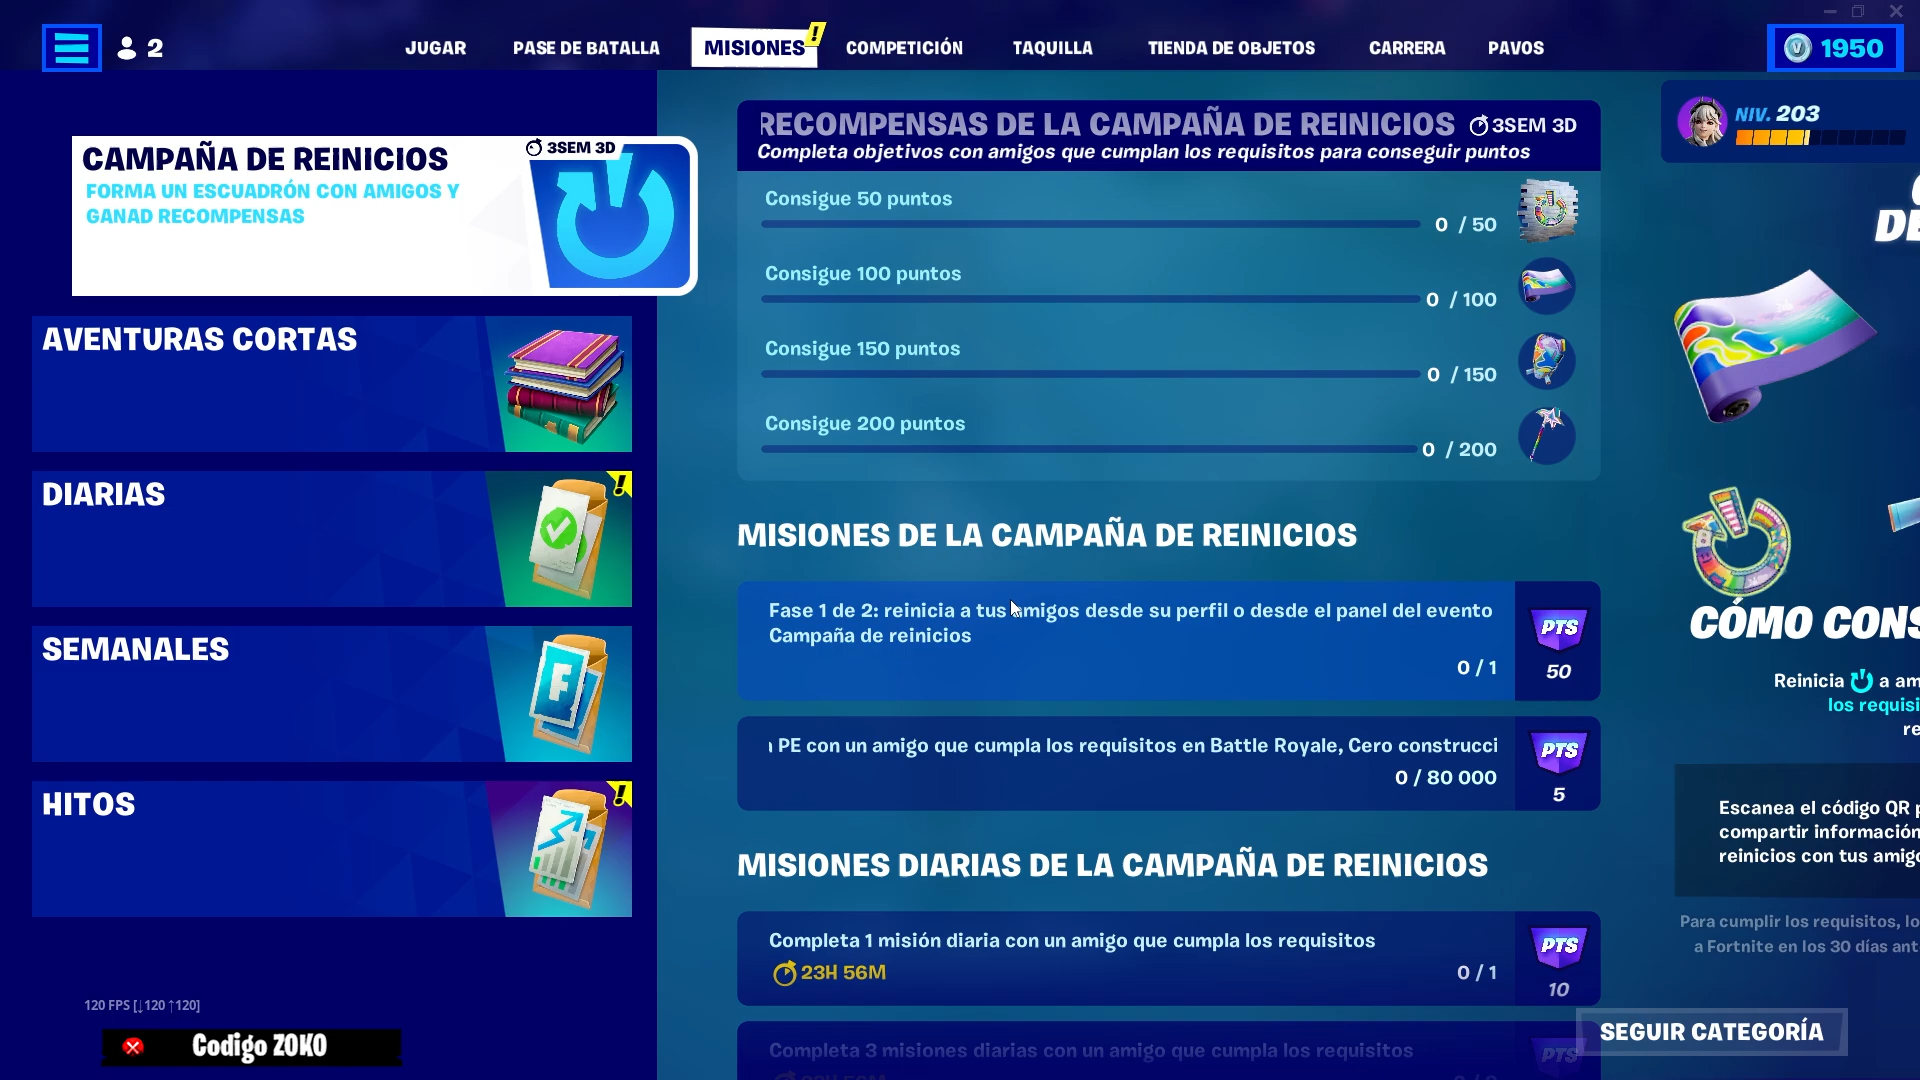 2
JUGAR
PASE DE BATALLA
MISIONES
!
COMPETICIÓN
TAQUILLA
TIENDA DE OBJETOS
CARRERA
PAVOS
V 1950
CAMPAÑA DE REINICIOS
3SEM 3D
FORMA UN ESCUADRÓN CON AMIGOS Y
GANAD RECOMPENSAS
AVENTURAS CORTAS
DIARIAS
!
SEMANALES
F
HITOS
!
120 FPS [↓120 ↑120]
Codigo ZOKO
RECOMPENSAS DE LA CAMPAÑA DE REINICIOS
3SEM 3D
Completa objetivos con amigos que cumplan los requisitos para conseguir puntos
Consigue 50 puntos
0 / 50
Consigue 100 puntos
0 / 100
Consigue 150 puntos
0 / 150
Consigue 200 puntos
0 / 200
MISIONES DE LA CAMPAÑA DE REINICIOS
Fase 1 de 2: reinicia a tus amigos desde su perfil o desde el panel del evento
Campaña de reinicios
0 / 1
PTS
50
PE con un amigo que cumpla los requisitos en Battle Royale, Cero construcci
0 / 80 000
PTS
5
MISIONES DIARIAS DE LA CAMPAÑA DE REINICIOS
Completa 1 misión diaria con un amigo que cumpla los requisitos
23H 56M
0 / 1
PTS
10
Completa 3 misiones diarias con un amigo que cumpla los requisitos
PTS
NIV. 203
DE
CÓMO CONS
Reinicia a am
los requisi
re
Escanea el código QR p
compartir información
reinicios con tus amigo
Para cumplir los requisitos, lo
a Fortnite en los 30 días ant
SEGUIR CATEGORÍA